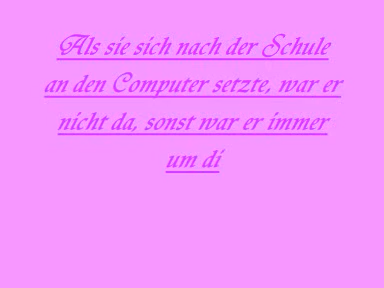 Als sie sich nach der Schule
an den Computer setzte, war er
nicht da, sonst war er immer
um di